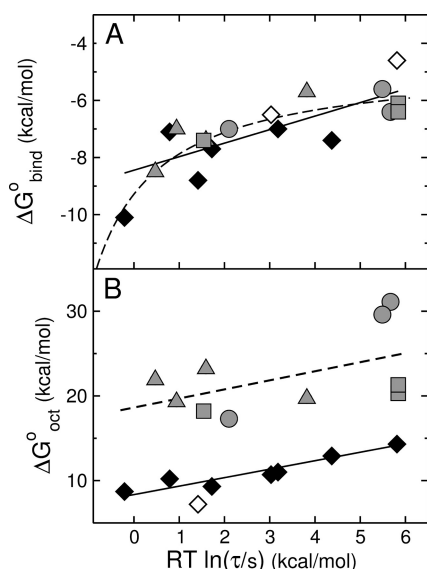 A
-4
-6
-8
-10
ΔG°bind (kcal/mol)
B
30
20
10
ΔG°oct (kcal/mol)
0 1 2 3 4 5 6
RT ln(τ/s) (kcal/mol)